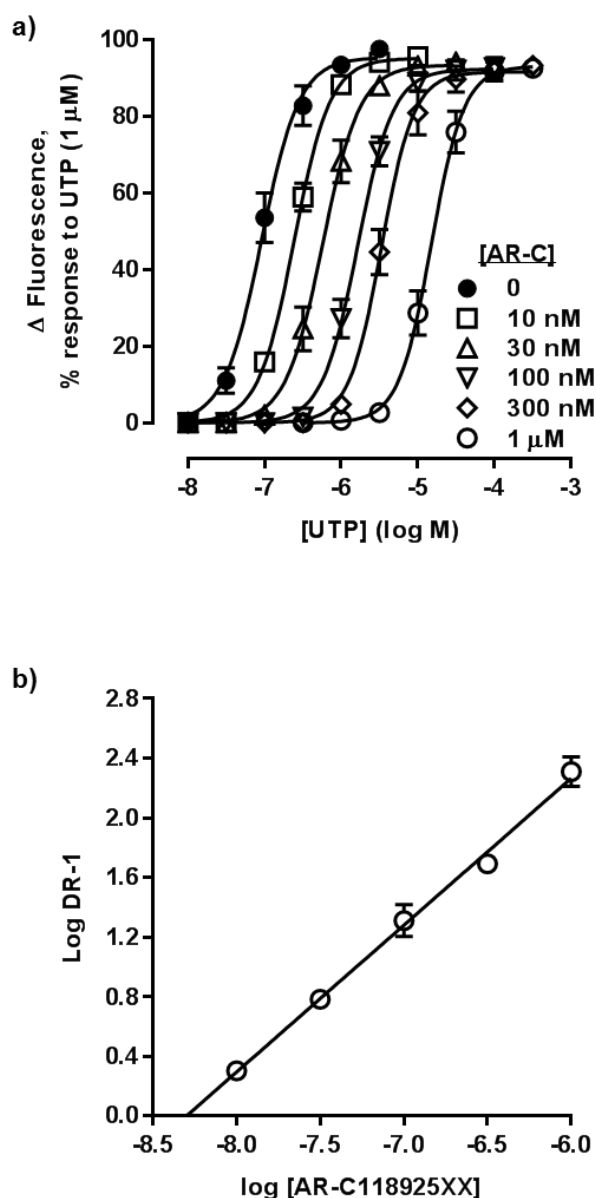 a)
Δ Fluorescence,
% response to UTP (1 μM)
100
80
60
40
20
0
[AR-C]
0
10 nM
30 nM
100 nM
300 nM
1 μM
-8 -7 -6 -5 -4 -3
[UTP] (log M)
b)
Log DR-1
2.8
2.4
2.0
1.6
1.2
0.8
0.4
0.0
-8.5 -8.0 -7.5 -7.0 -6.5 -6.0
log [AR-C118925XX]